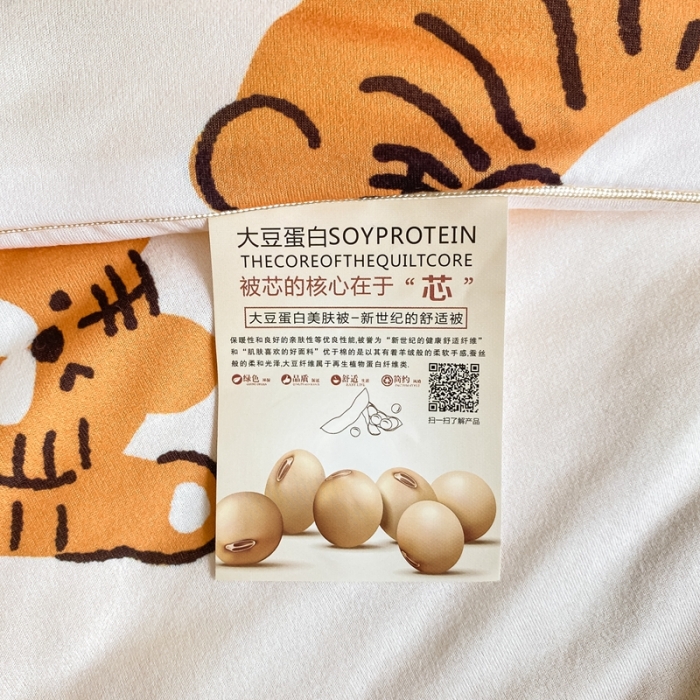 大豆蛋白SOYPROTEIN
THECOREOFTHEQUILTCORE
被芯的核心在于“芯”
大豆蛋白美肤被-新世纪的舒适被
保暖性和良好的亲肤性等优良性能,被誉为“新世纪的健康舒适纤维”
和“肌肤喜欢的好面料”优于棉的是以其有着羊绒般的柔软手感,蚕丝
般的柔和光泽,大豆纤维属于再生植物蛋白纤维类.
绿色 品质 舒适 简约
扫一扫了解产品